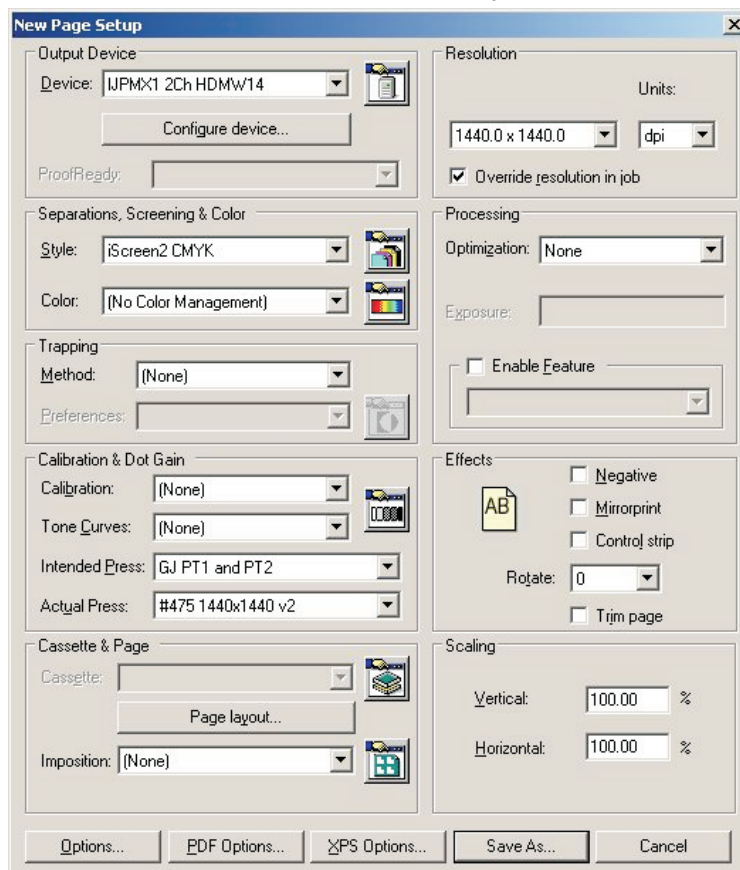 New Page Setup
Output Device
Device: IJPMX1 2Ch HDMW14
Configure device...
ProofReady:
Resolution
Units:
1440.0 x 1440.0 dpi
Override resolution in job
Separations, Screening & Color
Style: iScreen2 CMYK
Color: (No Color Management)
Processing
Optimization: None
Exposure:
Enable Feature
Trapping
Method: (None)
Preferences:
Calibration & Dot Gain
Calibration: (None)
Tone Curves: (None)
Intended Press: GJ PT1 and PT2
Actual Press: #475 1440x1440 v2
Effects
AB
Negative
Mirrorprint
Control strip
Rotate: 0
Trim page
Cassette & Page
Cassette:
Page layout...
Imposition: (None)
Scaling
Vertical: 100.00 %
Horizontal: 100.00 %
Options... PDF Options... XPS Options... Save As... Cancel